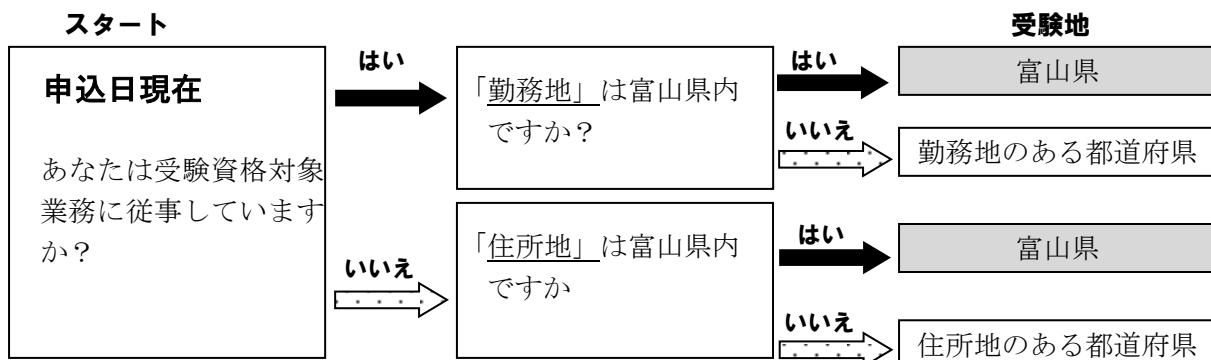 スタート
受験地
申込日現在
あなたは受験資格対象
業務に従事しています
か？
はい
「勤務地」は富山県内
ですか？
はい
富山県
いいえ
勤務地のある都道府県
いいえ
「住所地」は富山県内
ですか
はい
富山県
いいえ
住所地のある都道府県